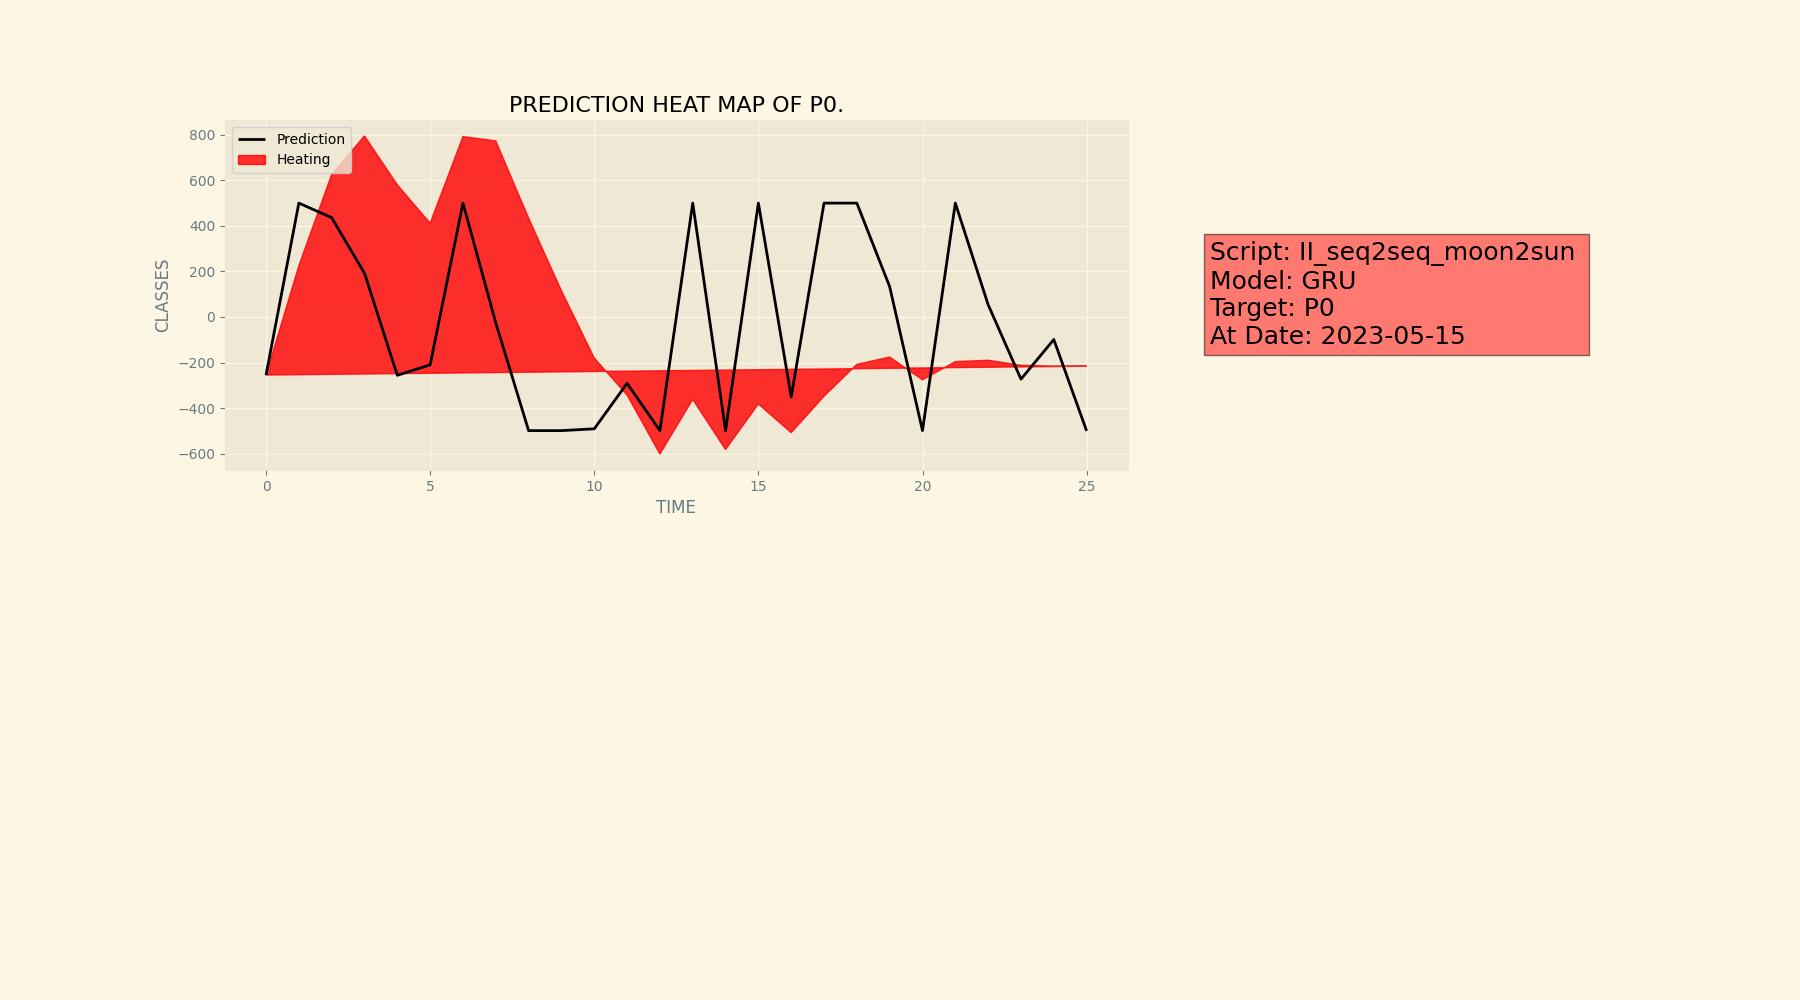 PREDICTION HEAT MAP OF P0.
Prediction
Heating
800
600
400
200
0
−200
−400
−600
CLASSES
0 5 10 15 20 25
TIME
Script: II_seq2seq_moon2sun
Model: GRU
Target: P0
At Date: 2023-05-15